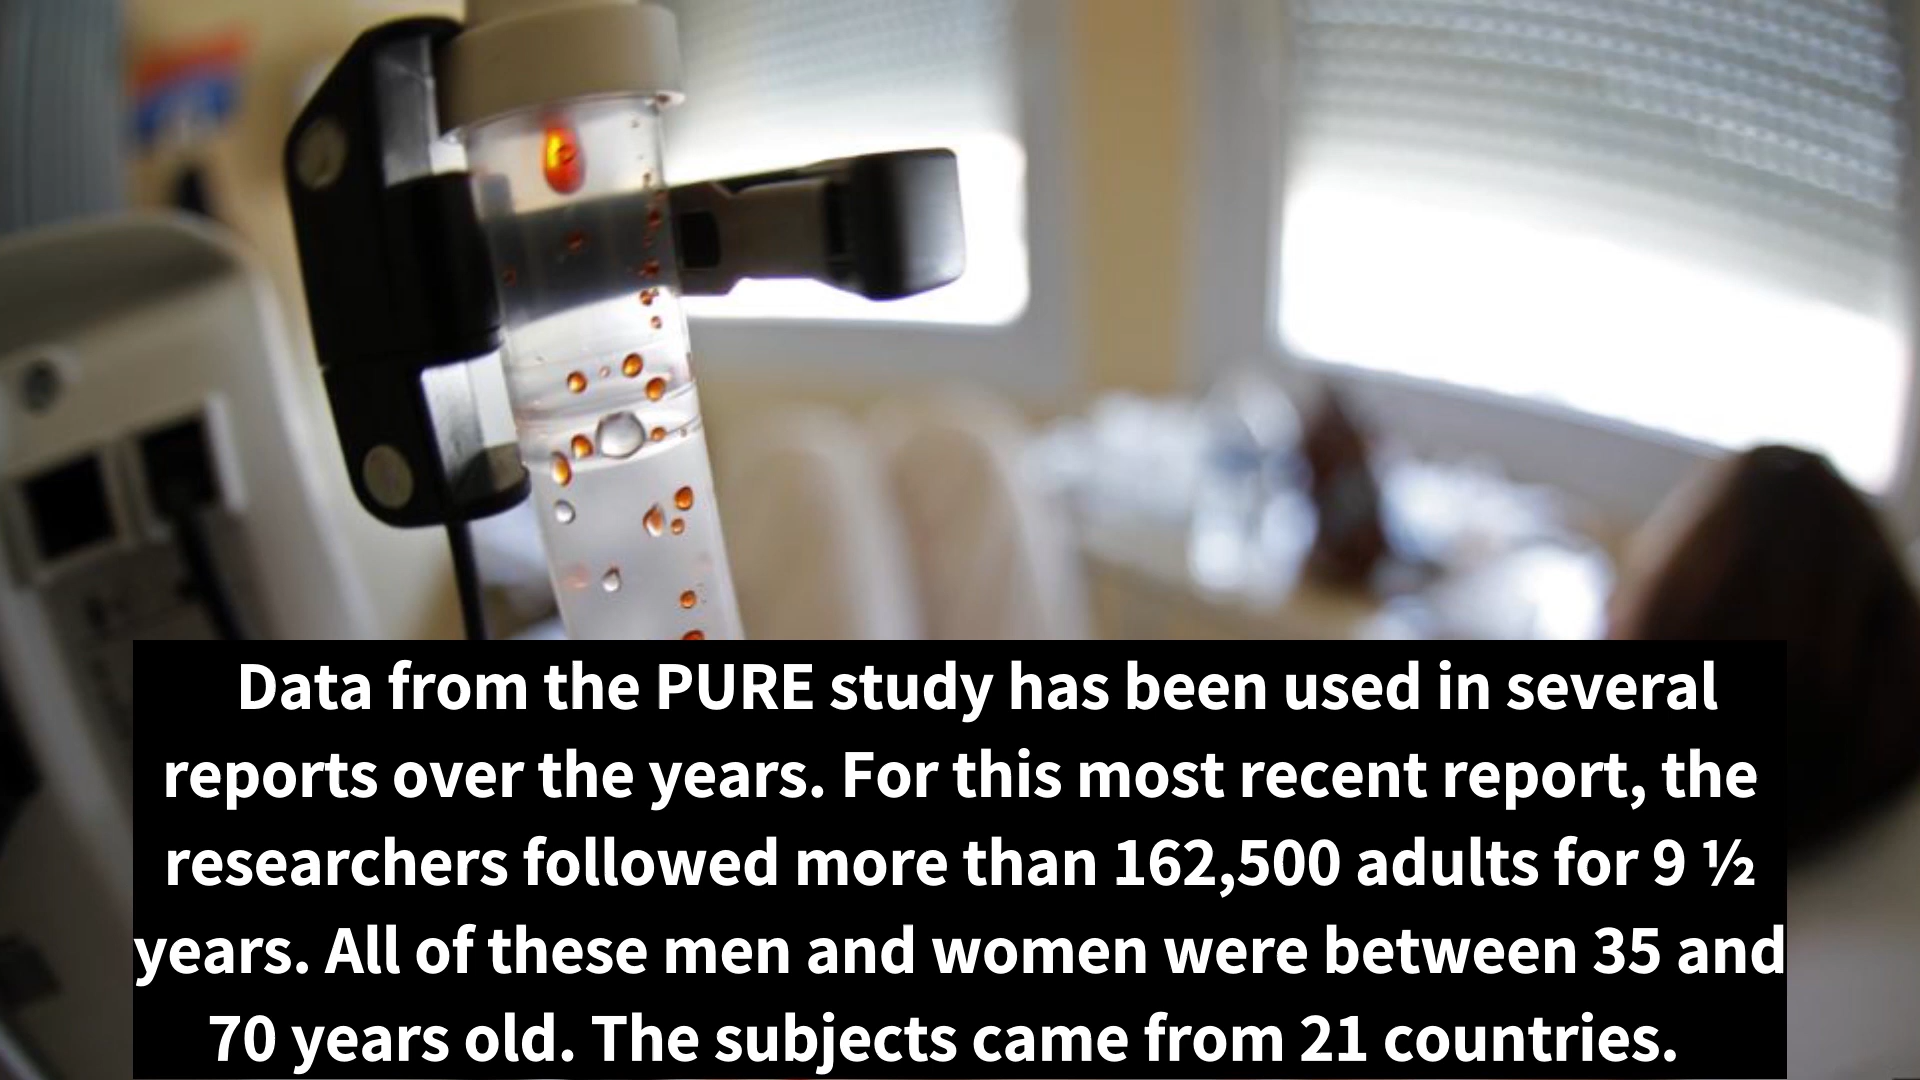 Data from the PURE study has been used in several
reports over the years. For this most recent report, the
researchers followed more than 162,500 adults for 9 ½
years. All of these men and women were between 35 and
70 years old. The subjects came from 21 countries.